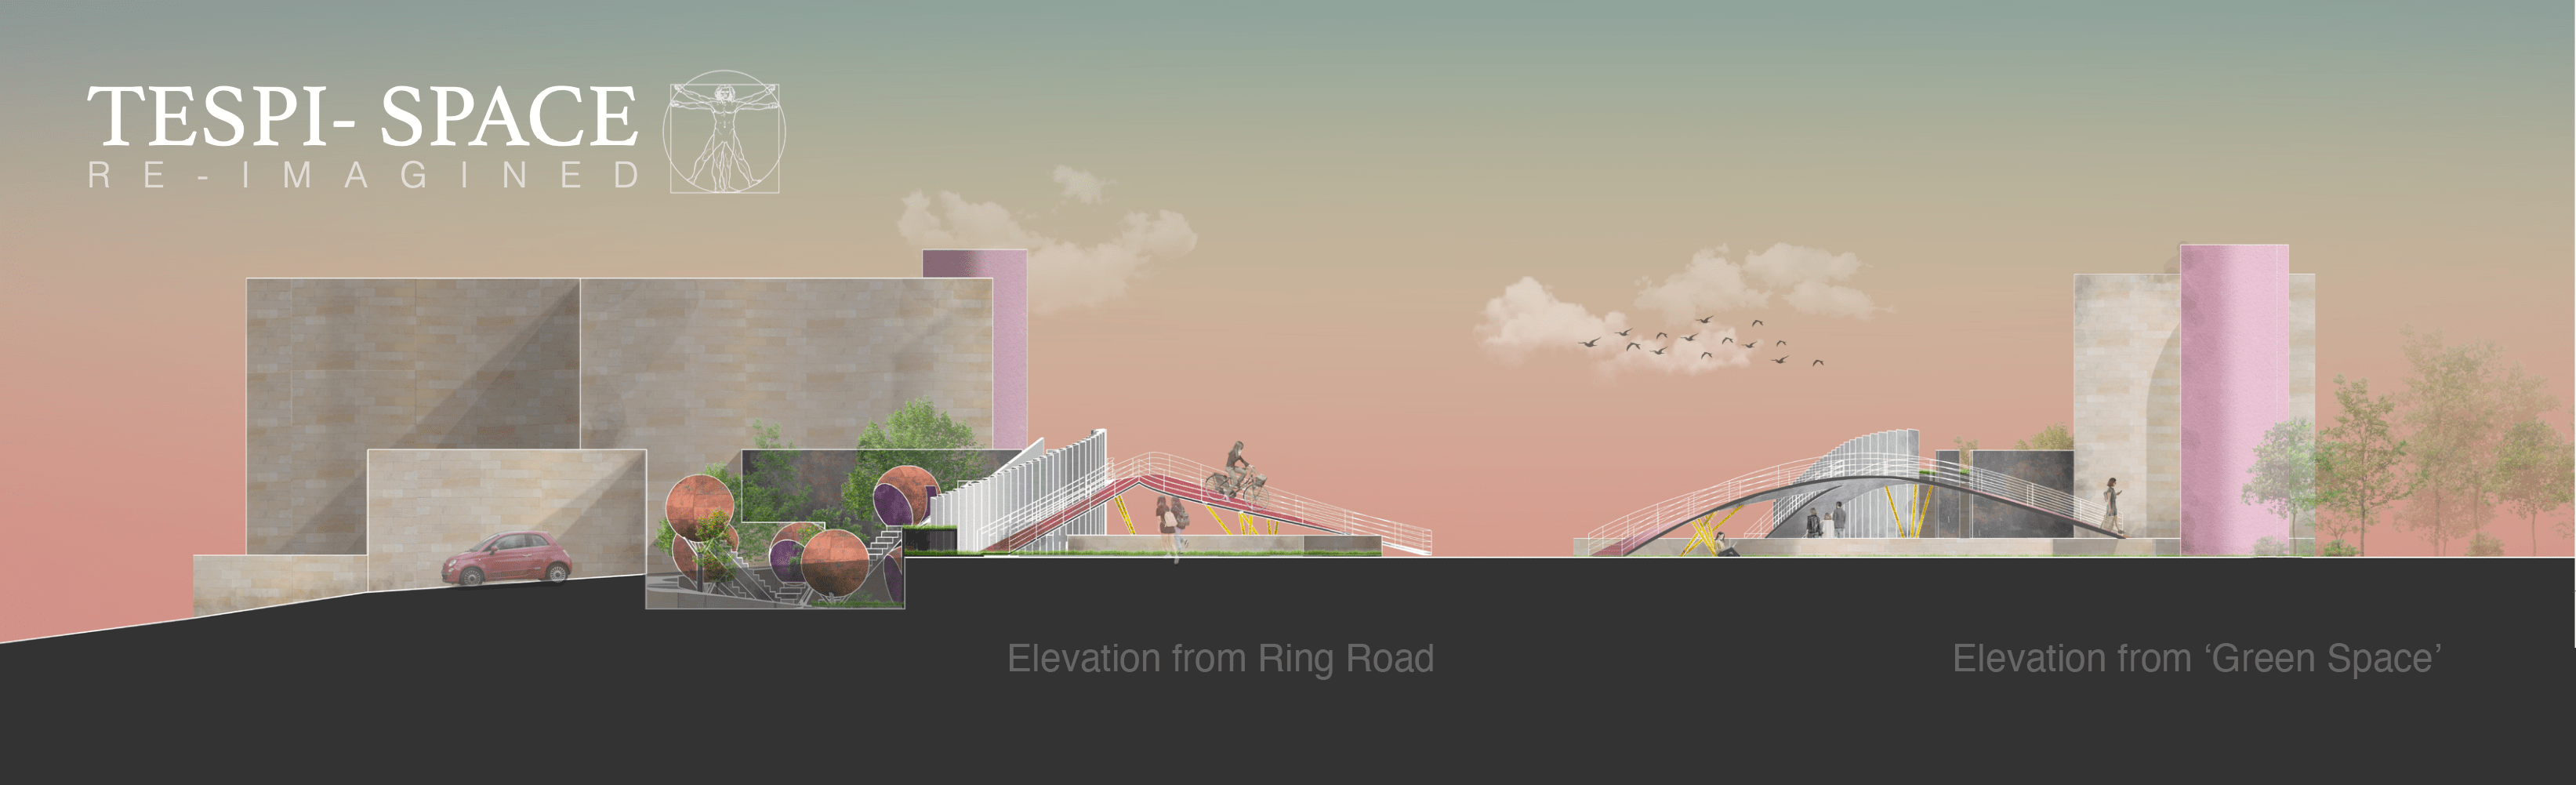 TESPI- SPACE
RE-IMAGINED
Elevation from Ring Road
Elevation from ‘Green Space’